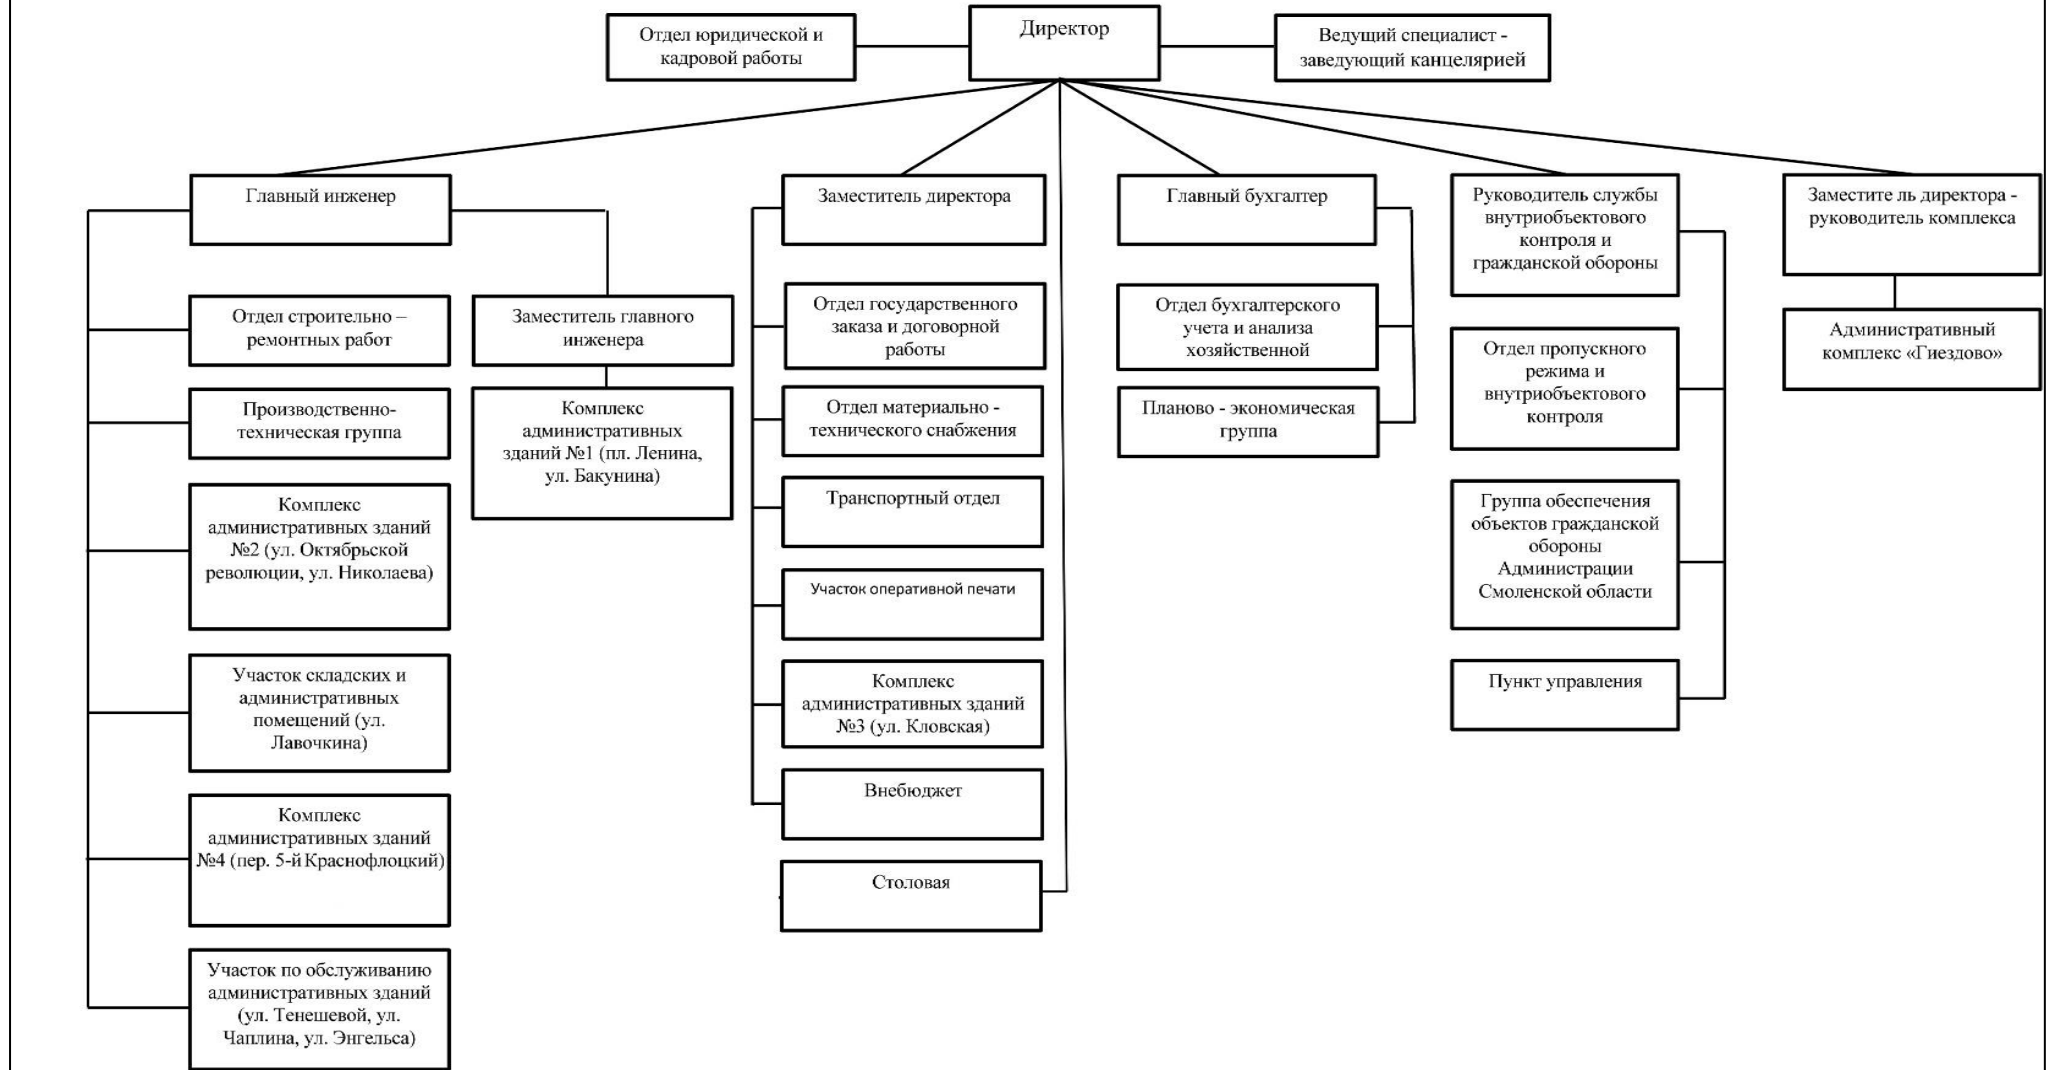 Отдел юридической и
кадровой работы
Директор
Ведущий специалист -
заведующий канцелярией
Главный инженер
Заместитель директора
Главный бухгалтер
Руководитель службы
внутриобъектового
контроля и
гражданской обороны
Заместите ль директора -
руководитель комплекса
Отдел строительно –
ремонтных работ
Заместитель главного
инженера
Отдел государственного
заказа и договорной
работы
Отдел бухгалтерского
учета и анализа
хозяйственной
Отдел пропускного
режима и
внутриобъектового
контроля
Административный
комплекс «Гнездово»
Производственно-
техническая группа
Комплекс
административных
зданий №1 (пл. Ленина,
ул. Бакунина)
Отдел материально -
технического снабжения
Планово - экономическая
группа
Комплекс
административных зданий
№2 (ул. Октябрьской
революции, ул. Николаева)
Транспортный отдел
Группа обеспечения
объектов гражданской
обороны
Администрации
Смоленской области
Участок оперативной печати
Участок складских и
административных
помещений (ул.
Лавочкина)
Комплекс
административных зданий
№3 (ул. Кловская)
Пункт управления
Внебюджет
Комплекс
административных зданий
№4 (пер. 5-й Краснофлоцкий)
Столовая
Участок по обслуживанию
административных зданий
(ул. Тенешевой, ул.
Чаплина, ул. Энгельса)